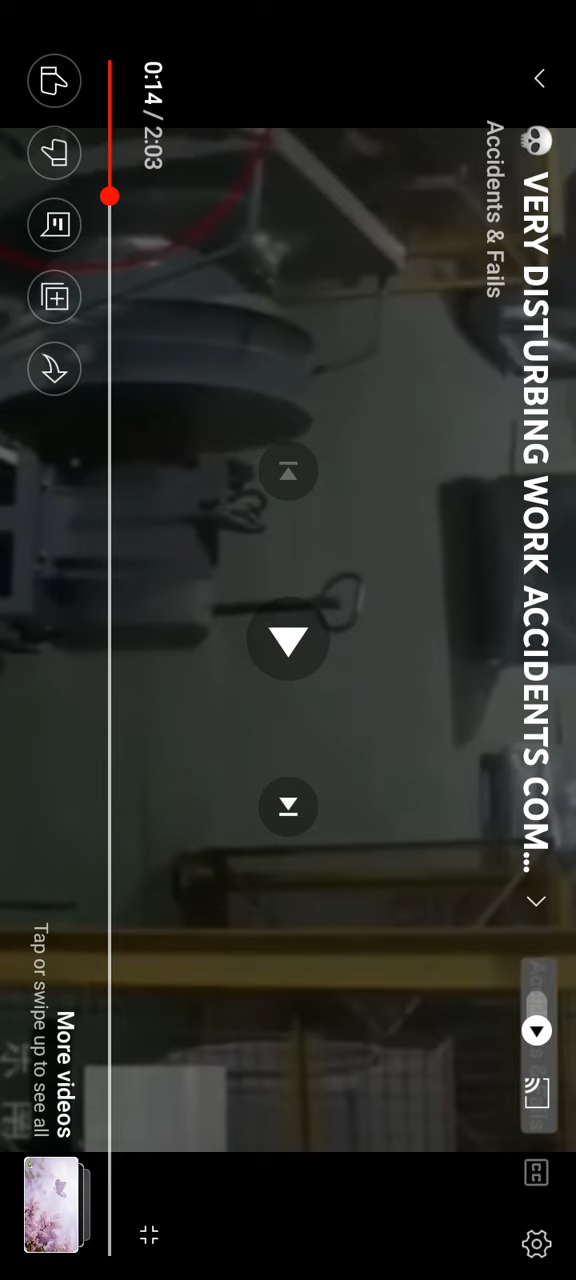 💀 VERY DISTURBING WORK ACCIDENTS COM...
Accidents & Fails
CC
0:14 / 2:03
More videos
Tap or swipe up to see all